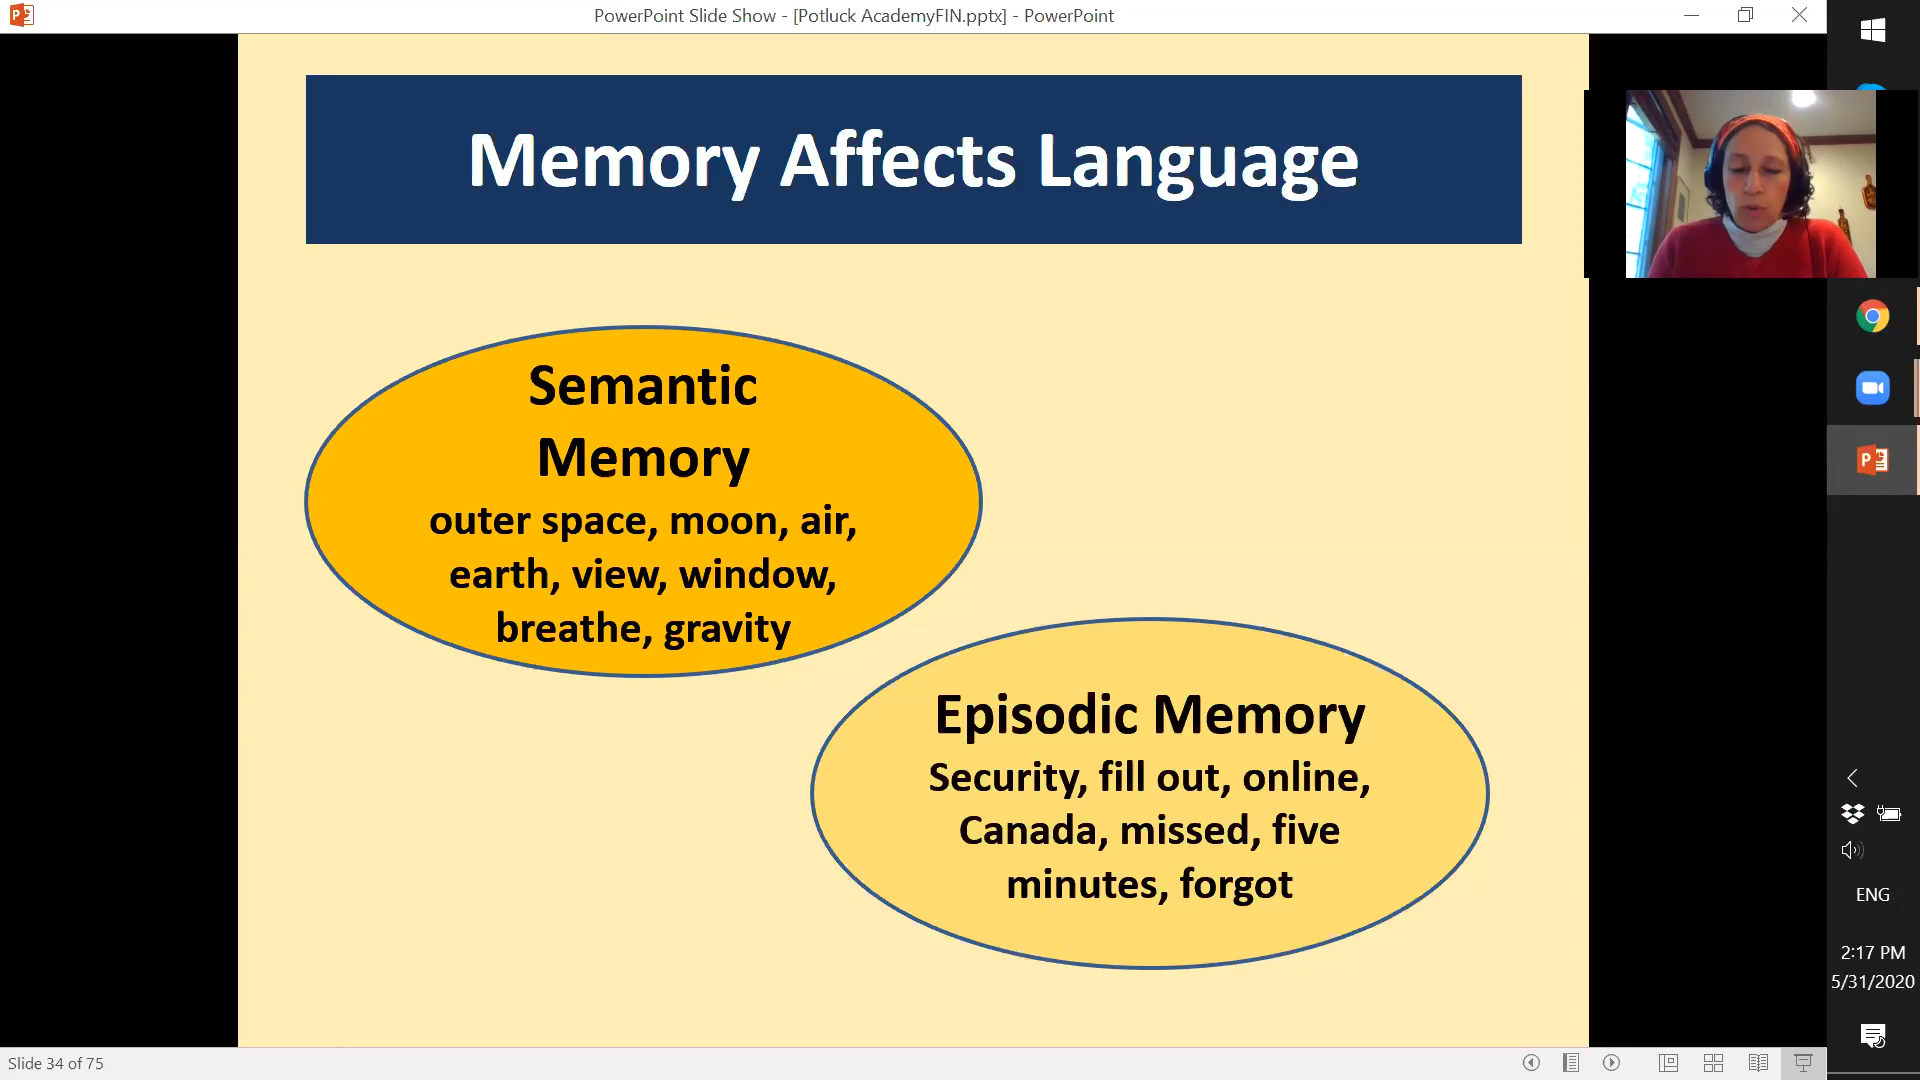 PowerPoint Slide Show - [Potluck AcademyFIN.pptx] - PowerPoint
Memory Affects Language
Semantic
Memory
outer space, moon, air,
earth, view, window,
breathe, gravity
Episodic Memory
Security, fill out, online,
Canada, missed, five
minutes, forgot
ENG
2:17 PM
5/31/2020
Slide 34 of 75